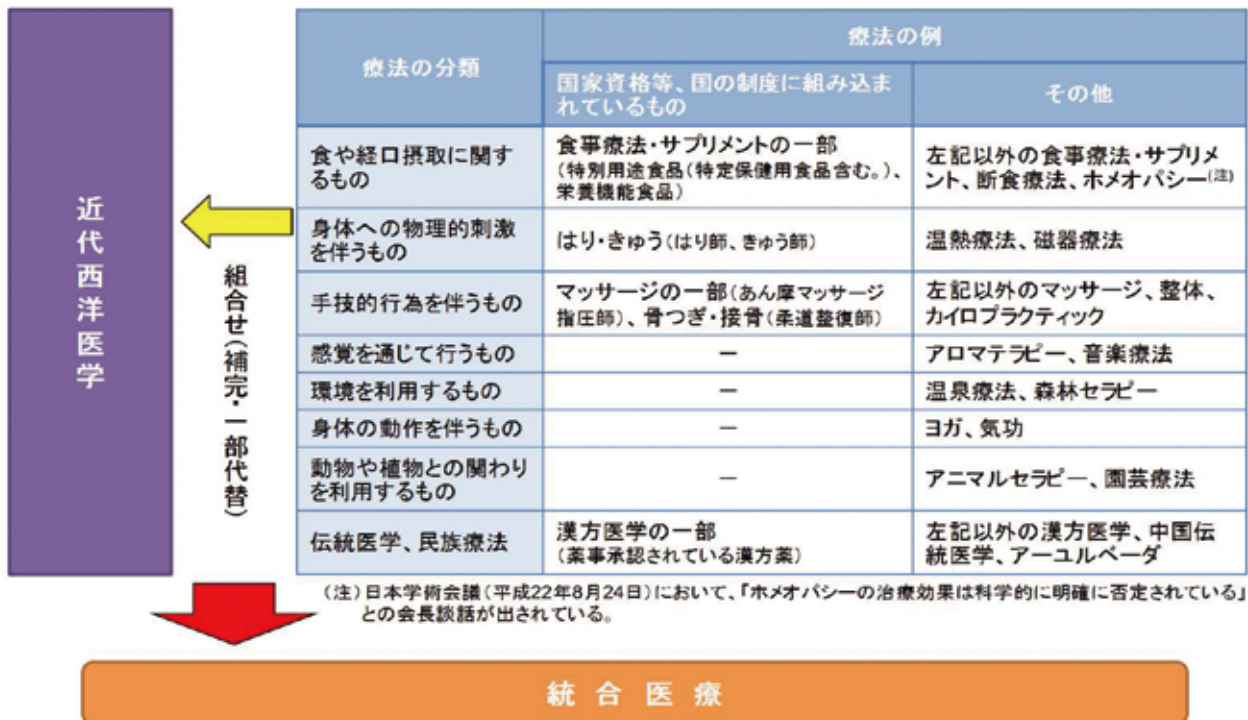 近代西洋医学
組合せ(補完・一部代替)
療法の分類
療法の例
国家資格等、国の制度に組み込ま
れているもの
その他
食や経口摂取に関す
るもの
食事療法・サプリメントの一部
(特別用途食品(特定保健用食品含む。)、
栄養機能食品)
左記以外の食事療法・サプリメ
ント、断食療法、ホメオパシー(注)
身体への物理的刺激
を伴うもの
はり・きゅう(はり師、きゅう師)
温熱療法、磁器療法
手技的行為を伴うもの
マッサージの一部(あん摩マッサージ
指圧師)、骨つぎ・接骨(柔道整復師)
左記以外のマッサージ、整体、
カイロプラクティック
感覚を通じて行うもの
－
アロマテラピー、音楽療法
環境を利用するもの
－
温泉療法、森林セラピー
身体の動作を伴うもの
－
ヨガ、気功
動物や植物との関わり
を利用するもの
－
アニマルセラピー、園芸療法
伝統医学、民族療法
漢方医学の一部
(薬事承認されている漢方薬)
左記以外の漢方医学、中国伝
統医学、アーユルベーダ
(注)日本学術会議(平成22年8月24日)において、「ホメオパシーの治療効果は科学的に明確に否定されている」
との会長談話が出されている。
統合医療